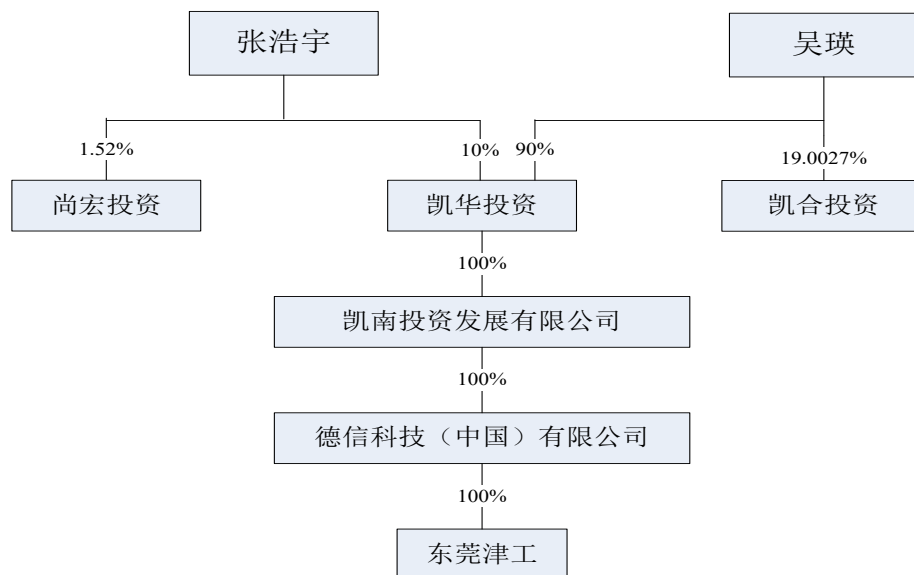 张浩宇
吴瑛
1.52%
10%
90%
19.0027%
尚宏投资
凯华投资
凯合投资
100%
凯南投资发展有限公司
100%
德信科技（中国）有限公司
100%
东莞津工